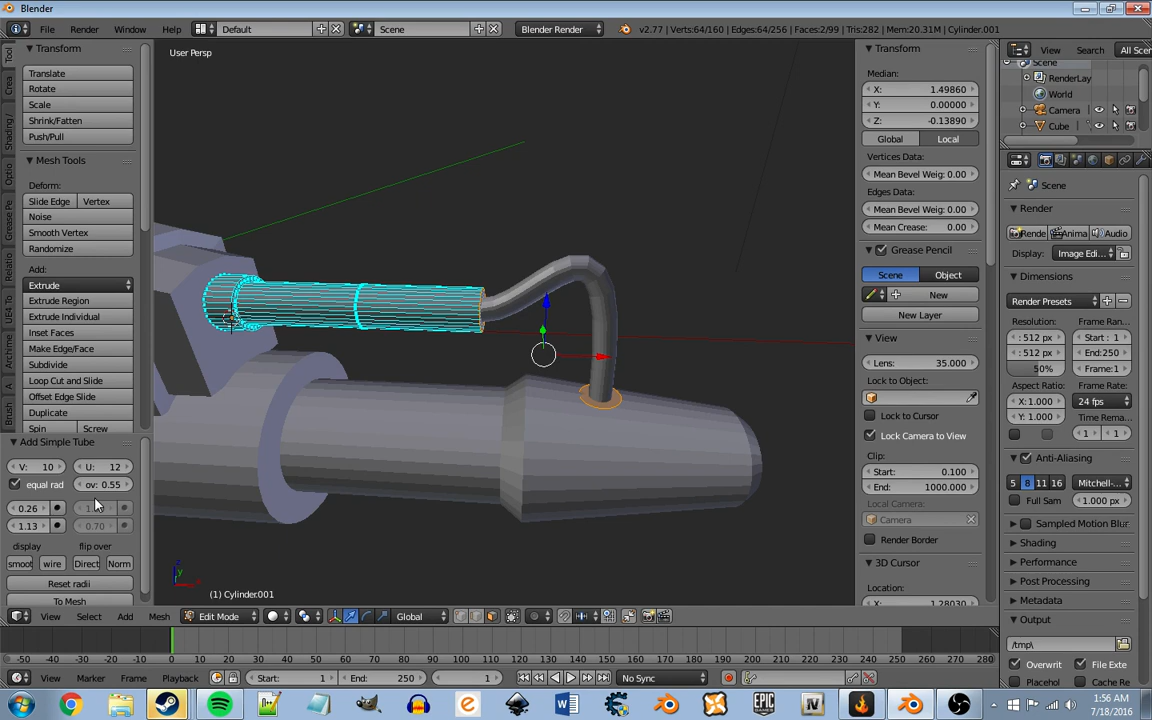 Blender
File Render Window Help Default Scene Blender Render v2.77 | Verts:64/160 | Edges:64/256 | Faces:2/99 | Tris:282 | Mem:20.31M | Cylinder.001
Tool
Transform
Translate
Rotate
Scale
Shrink/Fatten
Push/Pull
Mesh Tools
Deform:
Slide Edge Vertex
Noise
Smooth Vertex
Randomize
Add:
Extrude
Extrude Region
Extrude Individual
Inset Faces
Make Edge/Face
Subdivide
Loop Cut and Slide
Offset Edge Slide
Duplicate
Spin Screw
Crea
Shading /
Optio
Grease Pe
Relatio
UE4 To
Archime
A
Brush
Add Simple Tube
V: 10 U: 12
equal rad ov: 0.55
0.26
1.13 0.70
display flip over
smoot wire Direct Norm
Reset radii
To Mesh
User Persp
(1) Cylinder.001
View Select Add Mesh Edit Mode Global
Transform
Median:
X: 1.49860
Y: 0.00000
Z: -0.13890
Global Local
Vertices Data:
Mean Bevel Weig: 0.00
Edges Data:
Mean Bevel Weig: 0.00
Mean Crease: 0.00
Grease Pencil
Scene Object
New
New Layer
View
Lens: 35.000
Lock to Object:
Lock to Cursor
Lock Camera to View
Clip:
Start: 0.100
End: 1000.000
Local Camera:
Camera
Render Border
3D Cursor
Location:
X: 1.28030
View Search All Scen
Scene
RenderLay
World
Camera
Cube
Scene
Render
Rende Anima Audio
Display: Image Edi
Dimensions
Render Presets
Resolution: Frame Ran
: 512 px Start : 1
: 512 px End:250
50% Frame:1
Aspect Ratio: Frame Rate:
X: 1.000 24 fps
Y: 1.000 Time Rema
1 1
Anti-Aliasing
5 8 11 16 Mitchell-
Full Sam 1.000 px
Sampled Motion Blur
Shading
Performance
Post Processing
Metadata
Output
/tmp\
Overwrit File Exte
Placehol Cache Re
-50 -40 -30 -20 -10 0 10 20 30 40 50 60 70 80 90 100 110 120 130 140 150 160 170 180 190 200 210 220 230 240 250 260 270 280
View Marker Frame Playback Start: 1 End: 250 1 No Sync
1:56 AM
7/18/2016